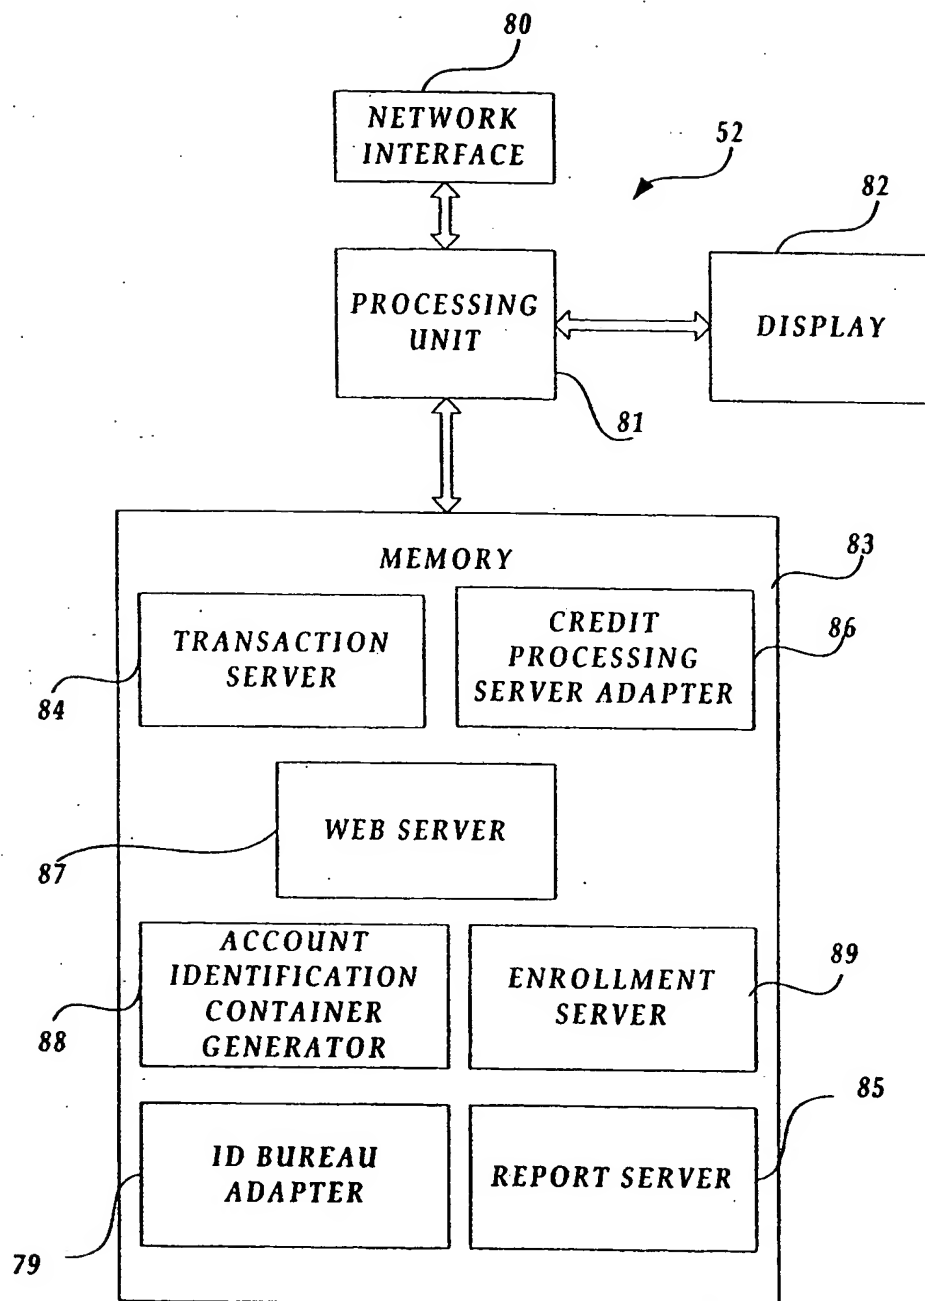 80
NETWORK
INTERFACE
52
82
PROCESSING
UNIT
DISPLAY
81
MEMORY
83
TRANSACTION
SERVER
84
CREDIT
PROCESSING
SERVER ADAPTER
86
WEB SERVER
87
ACCOUNT
IDENTIFICATION
CONTAINER
GENERATOR
88
ENROLLMENT
SERVER
89
85
ID BUREAU
ADAPTER
REPORT SERVER
79